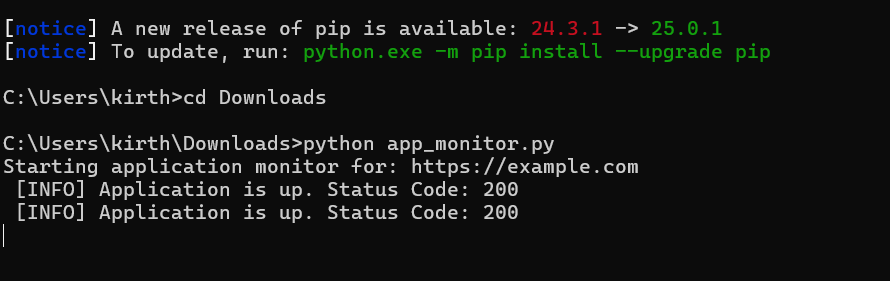 [notice] A new release of pip is available: 24.3.1 -> 25.0.1
[notice] To update, run: python.exe -m pip install --upgrade pip
C:\Users\kirth>cd Downloads
C:\Users\kirth\Downloads>python app_monitor.py
Starting application monitor for: https://example.com
[INFO] Application is up. Status Code: 200
[INFO] Application is up. Status Code: 200